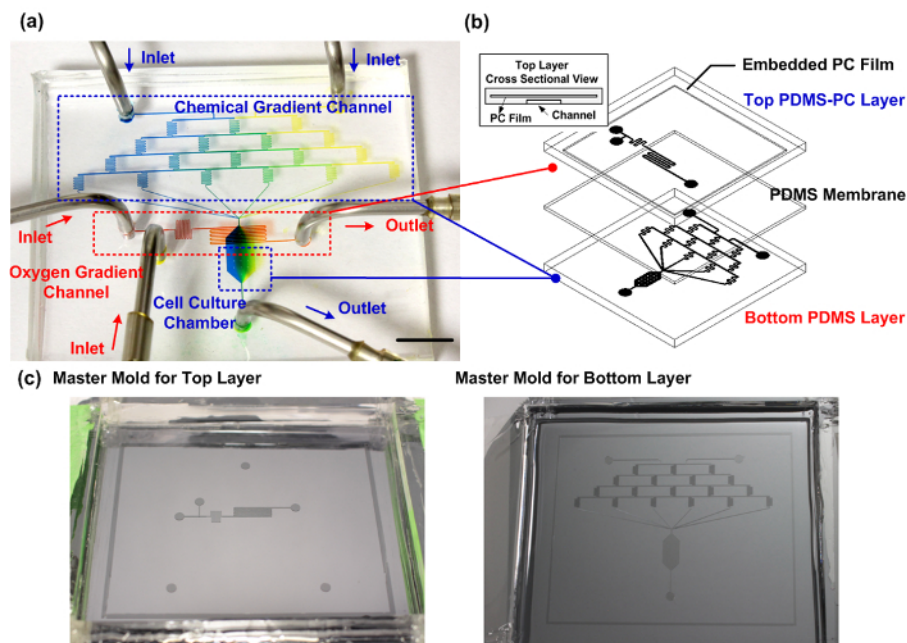 (a)
Inlet
Inlet
Chemical Gradient Channel
Inlet
Outlet
Oxygen Gradient
Channel
Cell Culture
Chamber
Outlet
Inlet
(b)
Top Layer
Cross Sectional View
PC Film
Channel
Embedded PC Film
Top PDMS-PC Layer
PDMS Membrane
Bottom PDMS Layer
(c)
Master Mold for Top Layer
Master Mold for Bottom Layer